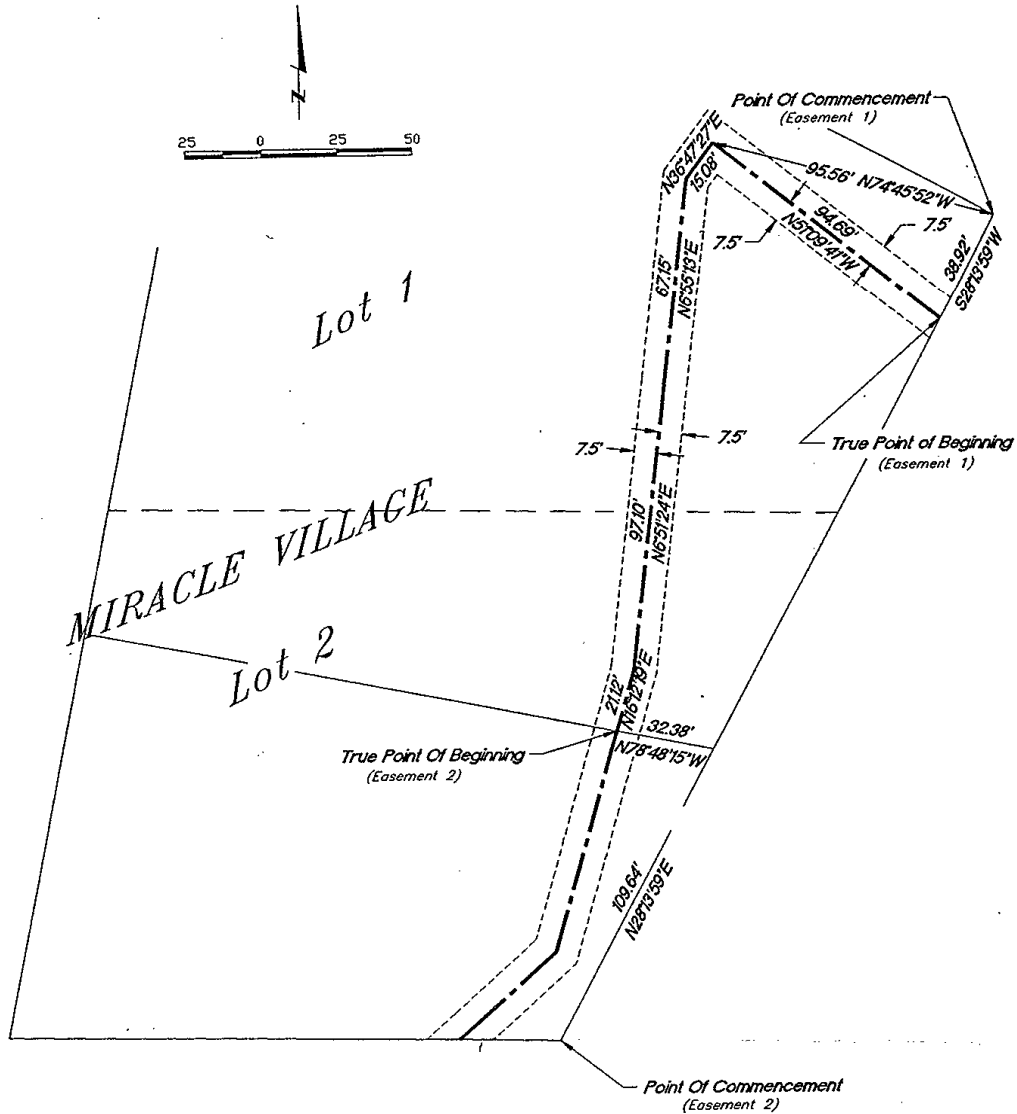 N
25 0 25 50
Point Of Commencement
(Easement 1)
N36°47'27"E
15.08'
95.56' N74°45'52"W
94.69'
N51°09'41"W
7.5'
7.5'
38.92'
S28°13'59"W
67.15'
N6°55'13"E
Lot 1
True Point of Beginning
(Easement 1)
7.5'
7.5'
97.10'
N6°51'24"E
MIRACLE VILLAGE
Lot 2
21.12'
N16°12'19"E
32.38'
N78°48'15"W
True Point Of Beginning
(Easement 2)
109.64'
N28°13'59"E
Point Of Commencement
(Easement 2)